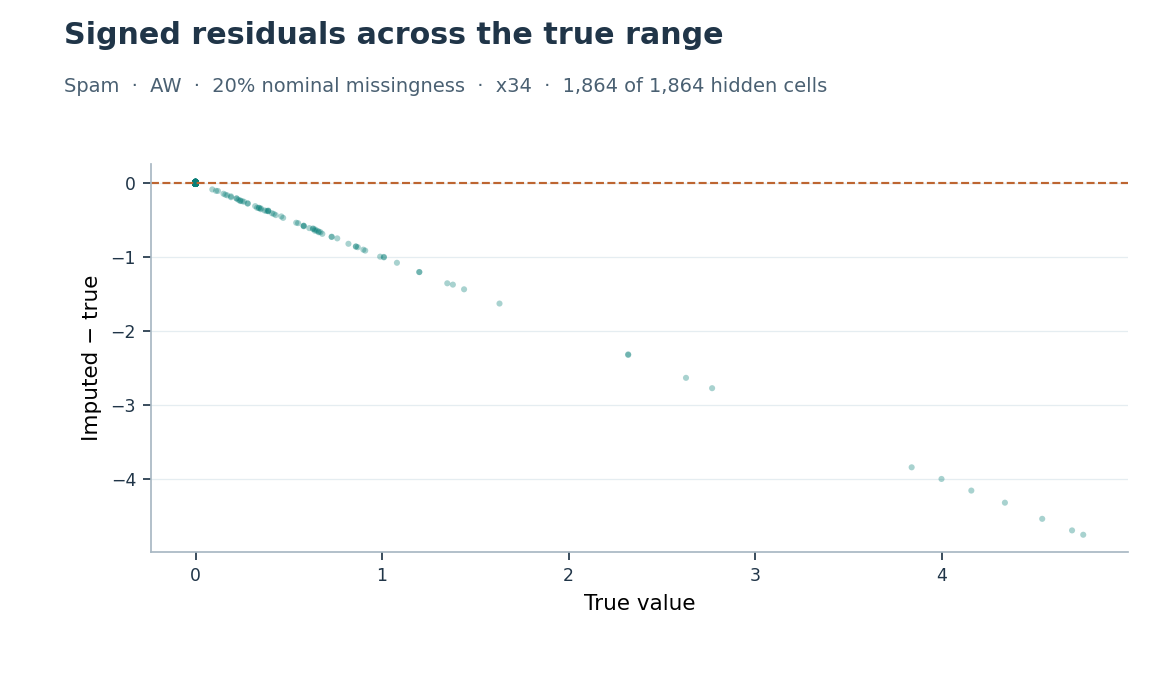 Signed residuals across the true range
Spam · AW · 20% nominal missingness · x34 · 1,864 of 1,864 hidden cells
Imputed − true
0
−1
−2
−3
−4
0 1 2 3 4
True value